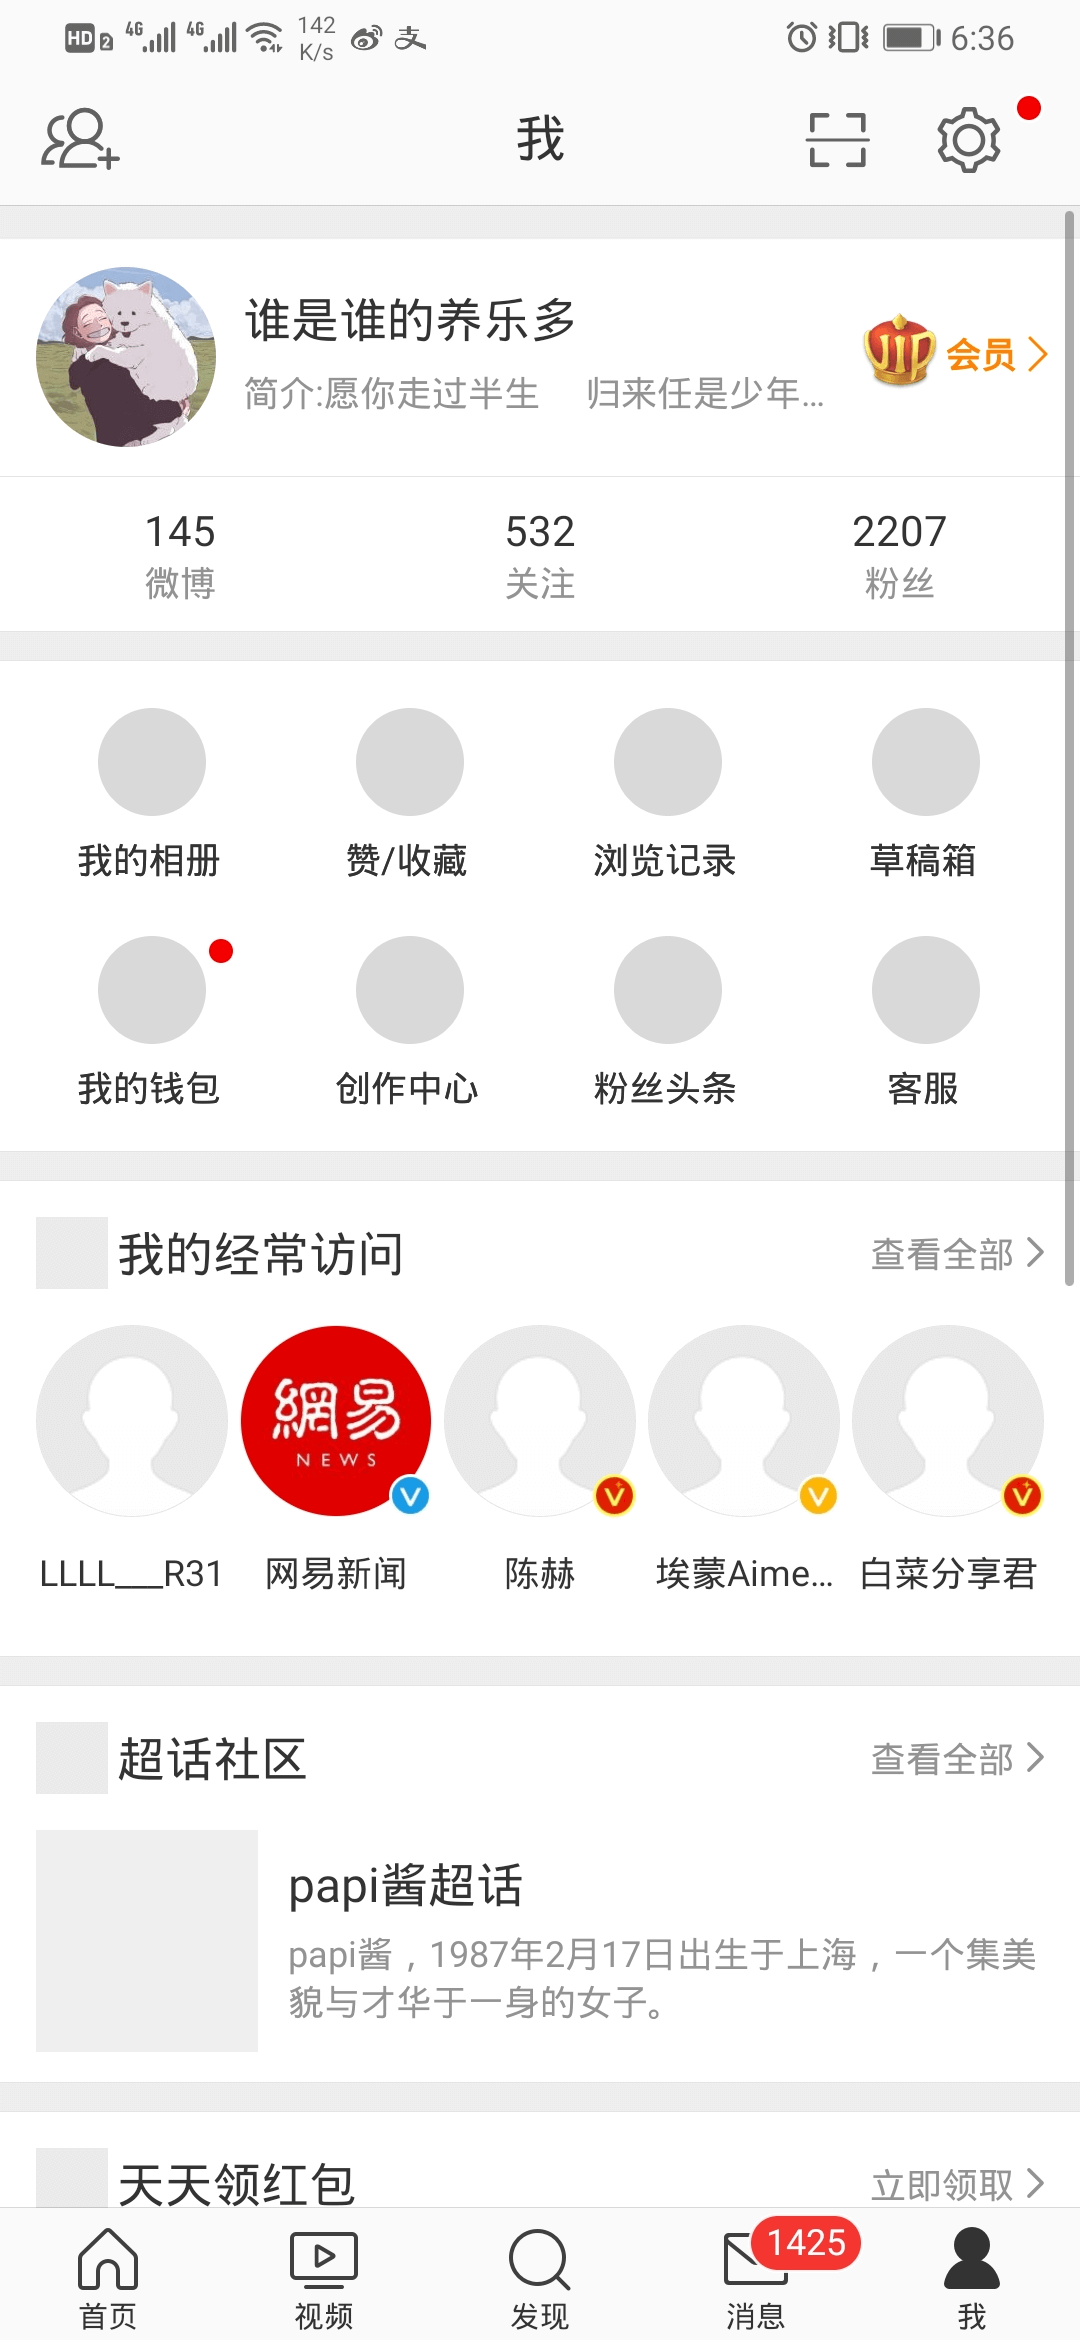 HD 2 4G 4G 142 K/s 支 6:36
我
谁是谁的养乐多
简介:愿你走过半生 归来任是少年...
VIP 会员
145 532 2207
微博 关注 粉丝
我的相册 赞/收藏 浏览记录 草稿箱
我的钱包 创作中心 粉丝头条 客服
我的经常访问 查看全部
網易
NEWS
V V V V
LLLL___R31 网易新闻 陈赫 埃蒙Aime... 白菜分享君
超话社区 查看全部
papi酱超话
papi酱，1987年2月17日出生于上海，一个集美
貌与才华于一身的女子。
天天领红包 立即领取
1425
首页 视频 发现 消息 我